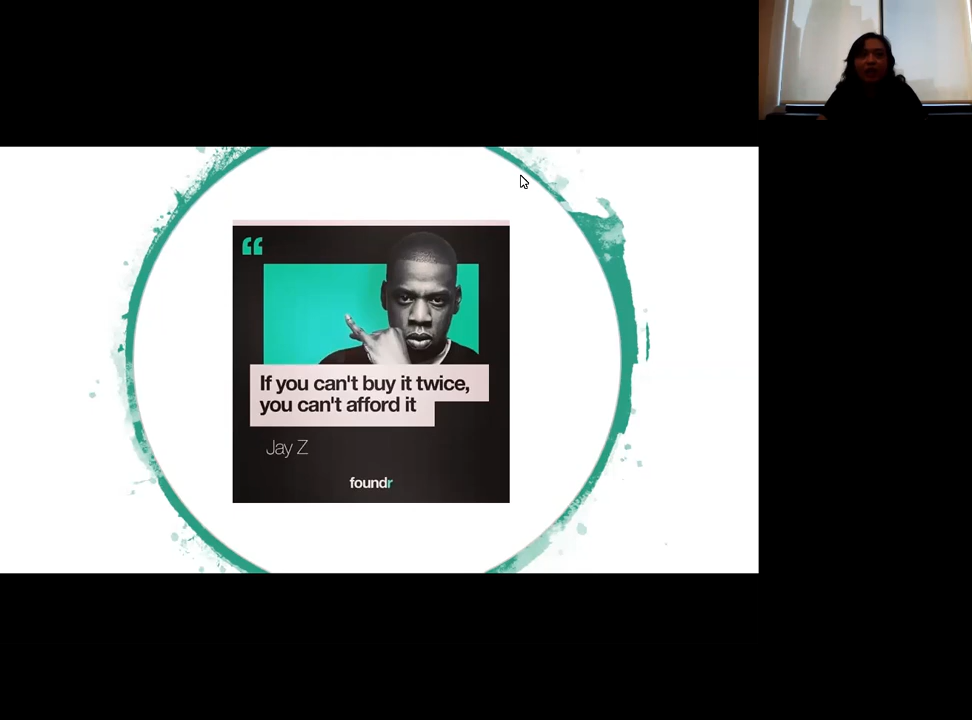 “
If you can't buy it twice,
you can't afford it
Jay Z
foundr